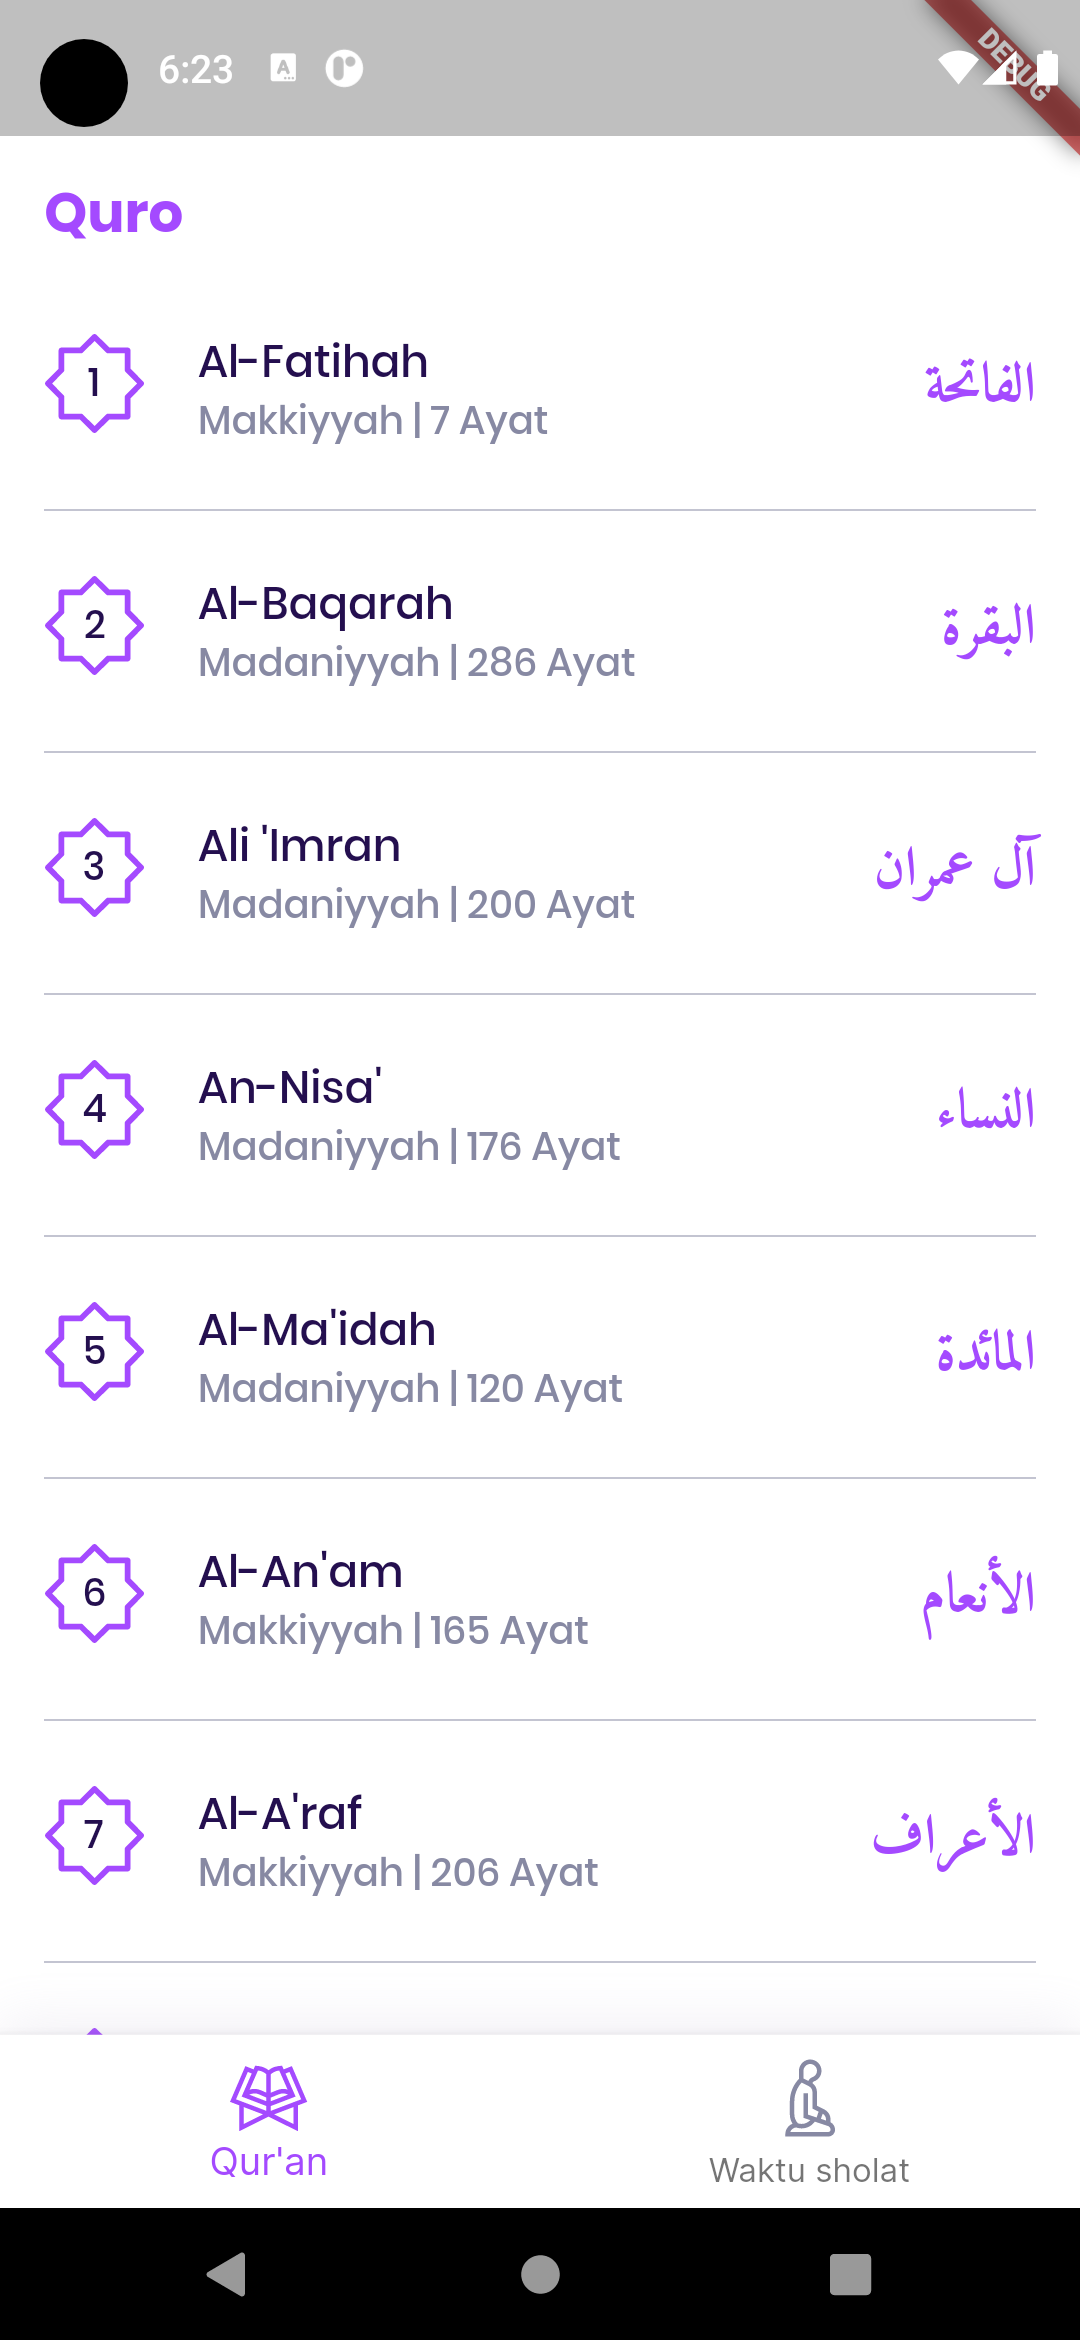 6:23
DEBUG
Quro
1
Al-Fatihah
Makkiyyah | 7 Ayat
الفاتحة
2
Al-Baqarah
Madaniyyah | 286 Ayat
البقرة
3
Ali 'Imran
Madaniyyah | 200 Ayat
آل عمران
4
An-Nisa'
Madaniyyah | 176 Ayat
النساء
5
Al-Ma'idah
Madaniyyah | 120 Ayat
المائدة
6
Al-An'am
Makkiyyah | 165 Ayat
الأنعام
7
Al-A'raf
Makkiyyah | 206 Ayat
الأعراف
Qur'an
Waktu sholat